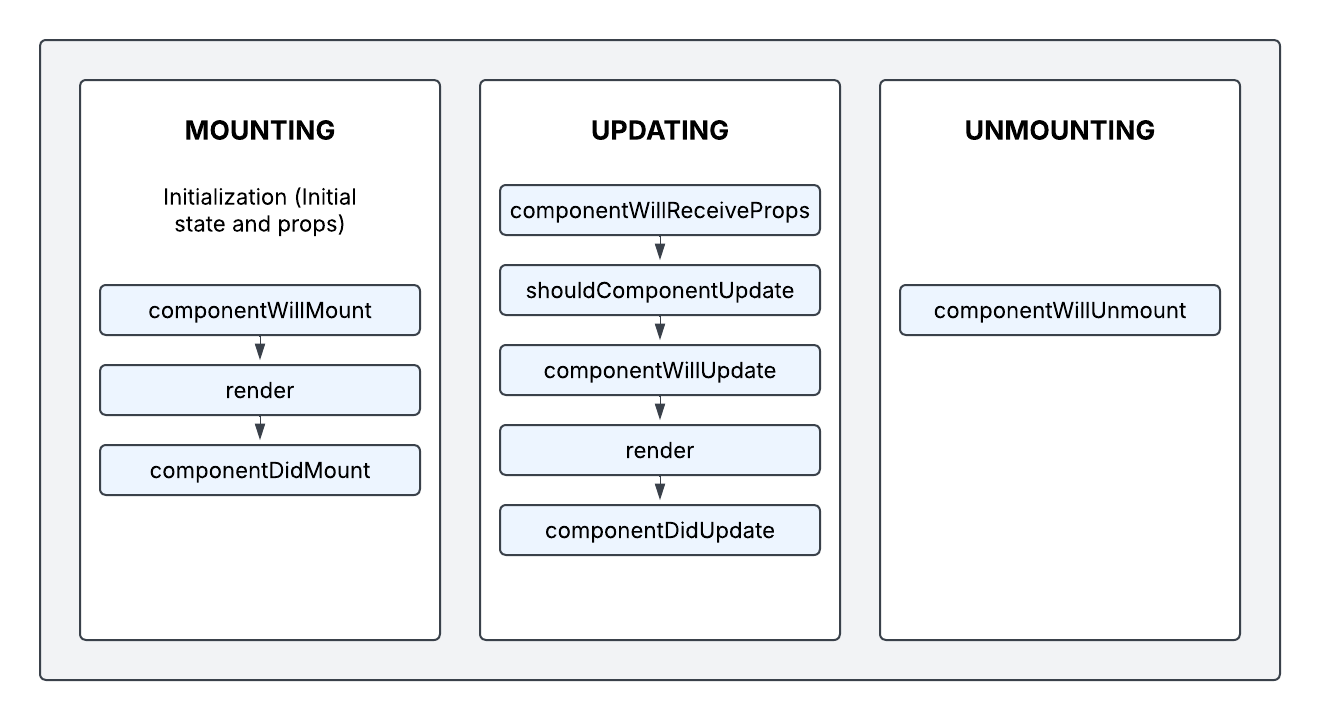 MOUNTING
Initialization (Initial
state and props)
componentWillMount
render
componentDidMount
UPDATING
componentWillReceiveProps
shouldComponentUpdate
componentWillUpdate
render
componentDidUpdate
UNMOUNTING
componentWillUnmount